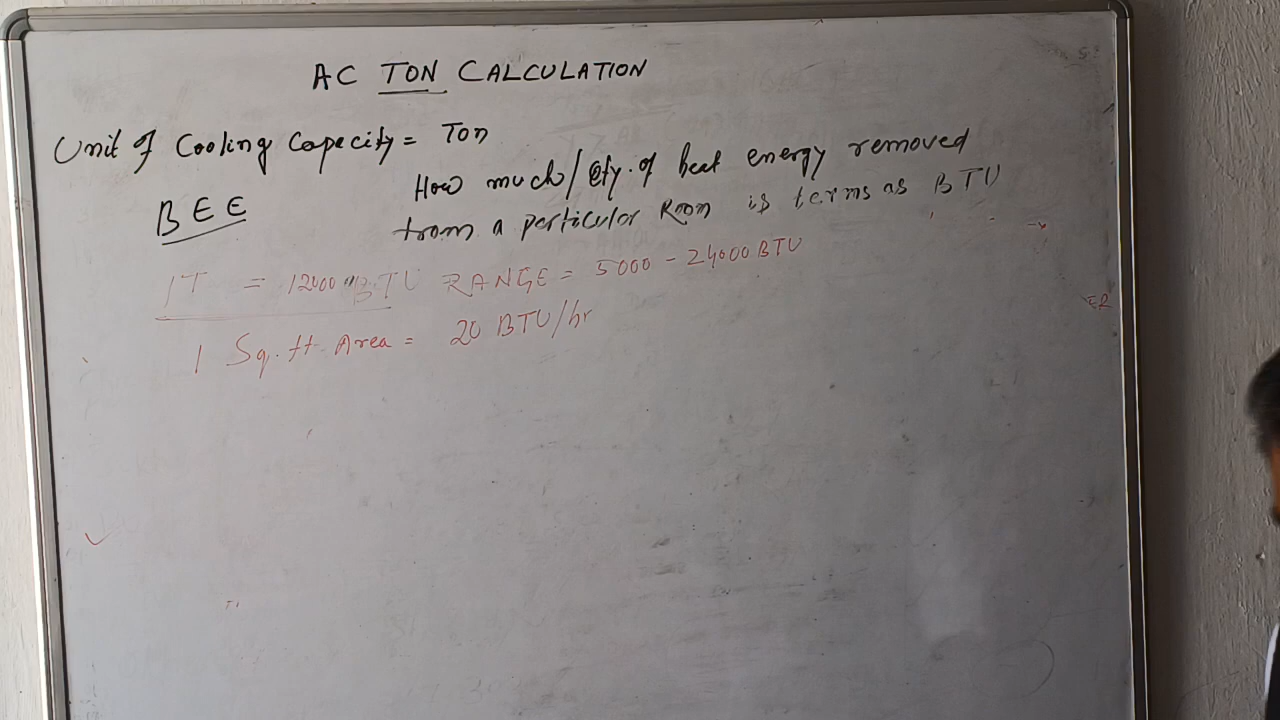 AC TON CALCULATION
Unit of Cooling Capacity = Ton
How much/Qty. of heat energy removed
from a particular Room is terms as BTU
BEE
1T = 12000 BTU RANGE = 5000 - 24000 BTU
1 Sq. ft. Area = 20 BTU/hr